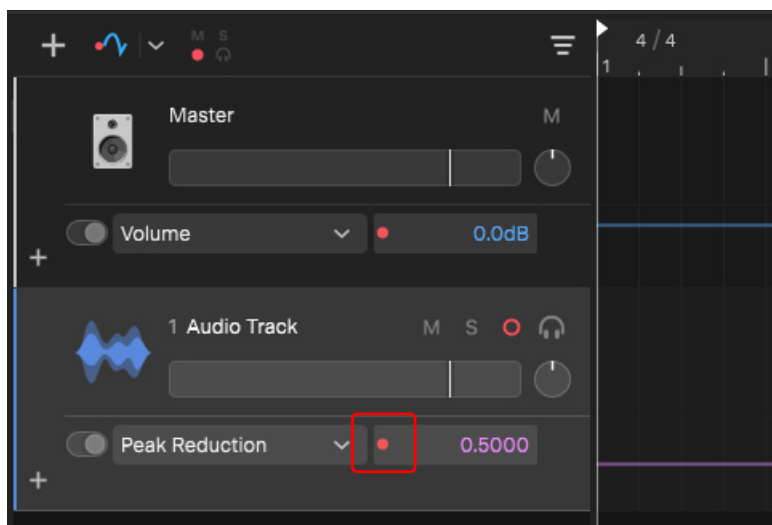 M S
4/4
1
Master M
Volume 0.0dB
1 Audio Track M S
Peak Reduction 0.5000